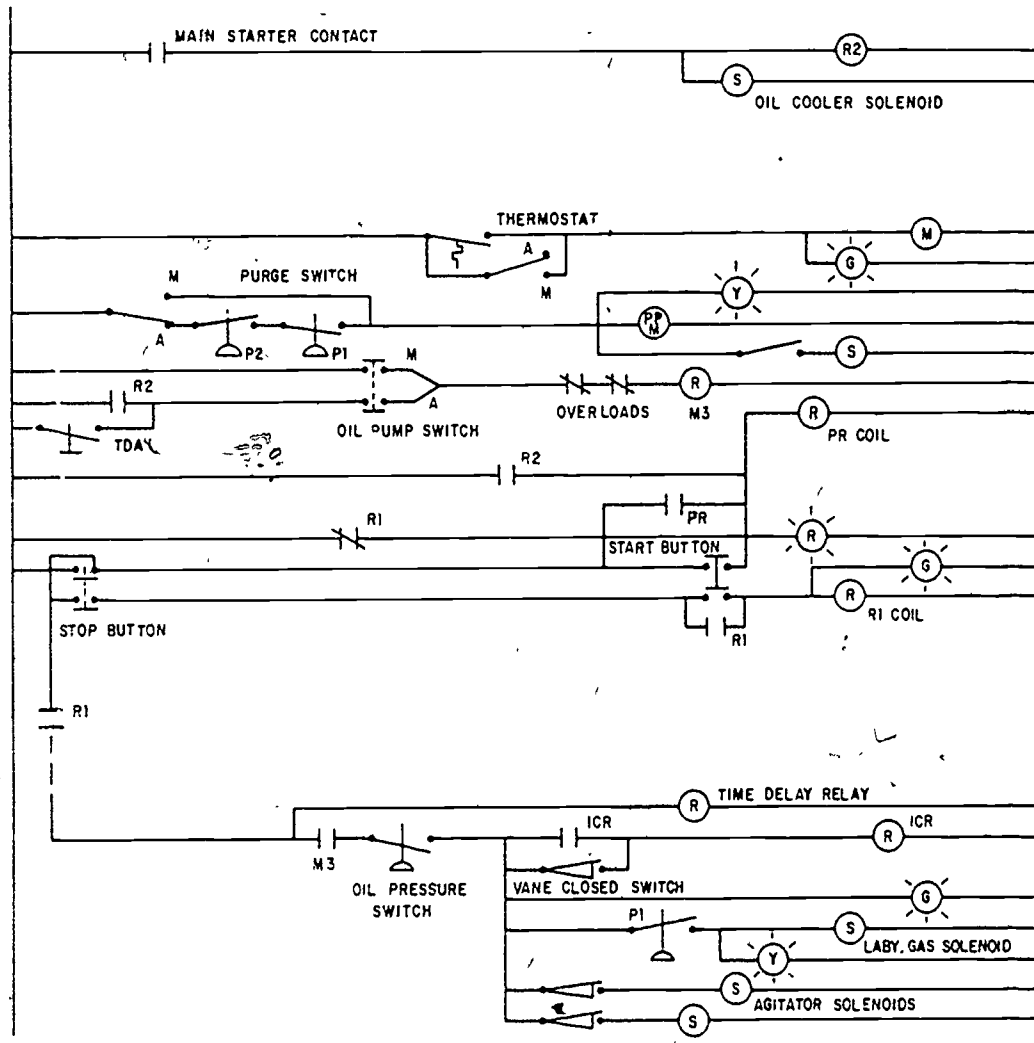 MAIN STARTER CONTACT
R2
S
OIL COOLER SOLENOID
THERMOSTAT
M
A
G
M
PURGE SWITCH
M
Y
A
P2
P1
PP
M
S
M
R2
A
OVERLOADS
R
M3
R
TDAY
OIL PUMP SWITCH
PR COIL
R2
PR
R1
START BUTTON
R
G
STOP BUTTON
R1
R
R1 COIL
R1
R
TIME DELAY RELAY
M3
OIL PRESSURE
SWITCH
ICR
R
ICR
VANE CLOSED SWITCH
G
P1
S
LABY. GAS SOLENOID
Y
S
AGITATOR SOLENOIDS
S